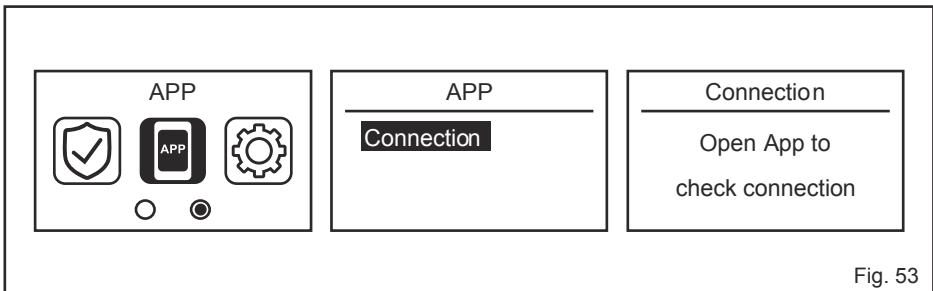 APP
APP
APP
Connection
Connection
Open App to
check connection
Fig. 53